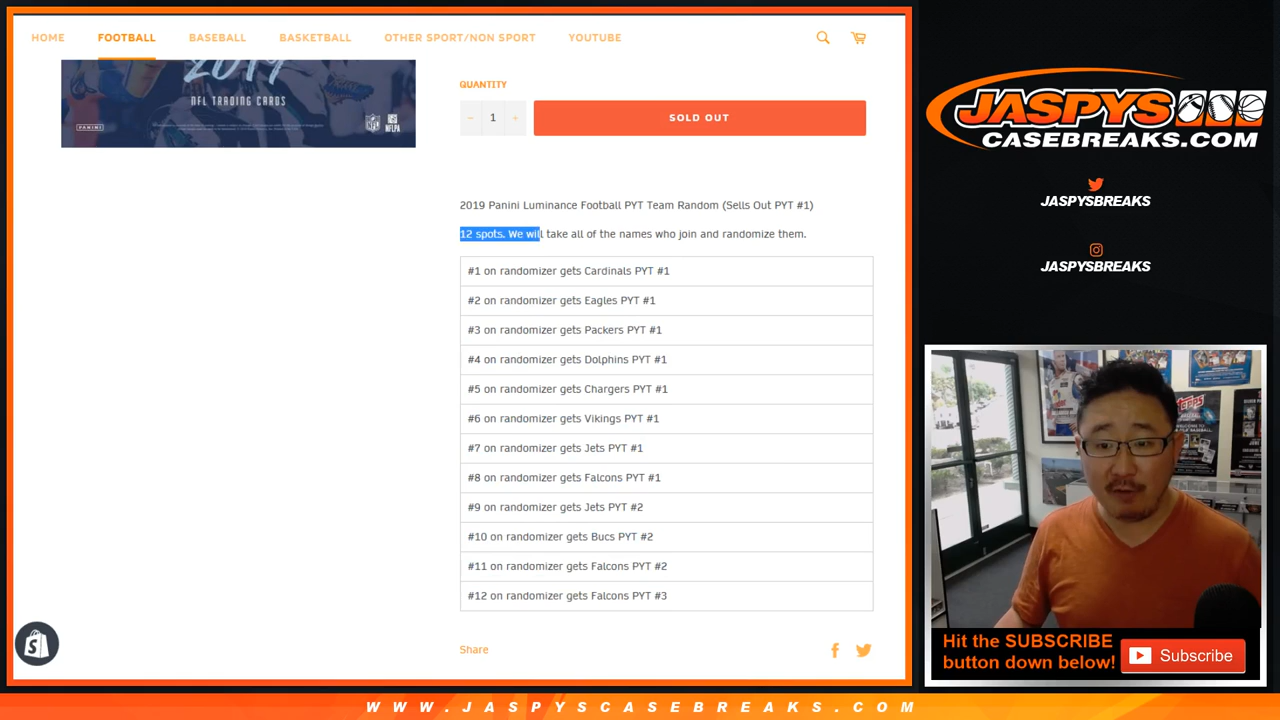 HOME FOOTBALL BASEBALL BASKETBALL OTHER SPORT/NON SPORT YOUTUBE
2019
NFL TRADING CARDS
PANINI
NFL
NFLPA
QUANTITY
− 1 +
SOLD OUT
2019 Panini Luminance Football PYT Team Random (Sells Out PYT #1)
12 spots. We will take all of the names who join and randomize them.
#1 on randomizer gets Cardinals PYT #1
#2 on randomizer gets Eagles PYT #1
#3 on randomizer gets Packers PYT #1
#4 on randomizer gets Dolphins PYT #1
#5 on randomizer gets Chargers PYT #1
#6 on randomizer gets Vikings PYT #1
#7 on randomizer gets Jets PYT #1
#8 on randomizer gets Falcons PYT #1
#9 on randomizer gets Jets PYT #2
#10 on randomizer gets Bucs PYT #2
#11 on randomizer gets Falcons PYT #2
#12 on randomizer gets Falcons PYT #3
Share
JASPYS
CASEBREAKS.COM
JASPYSBREAKS
JASPYSBREAKS
TOPPS
Hit the SUBSCRIBE
button down below!
Subscribe
WWW.JASPYSCASEBREAKS.COM